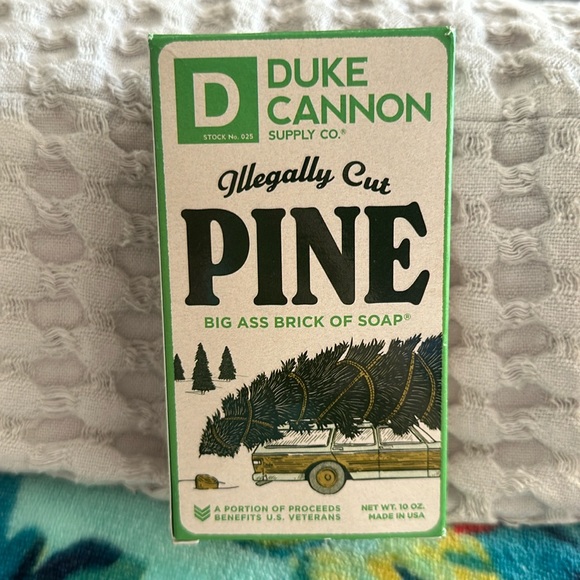 D
STOCK No. 025
DUKE
CANNON
SUPPLY CO.®
Illegally Cut
PINE
BIG ASS BRICK OF SOAP®
A PORTION OF PROCEEDS
BENEFITS U.S. VETERANS
NET WT. 10 OZ.
MADE IN USA